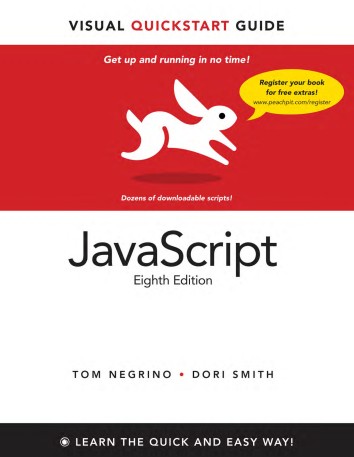 VISUAL QUICKSTART GUIDE
Get up and running in no time!
Register your book
for free extras!
www.peachpit.com/register
Dozens of downloadable scripts!
JavaScript
Eighth Edition
TOM NEGRINO • DORI SMITH
LEARN THE QUICK AND EASY WAY!